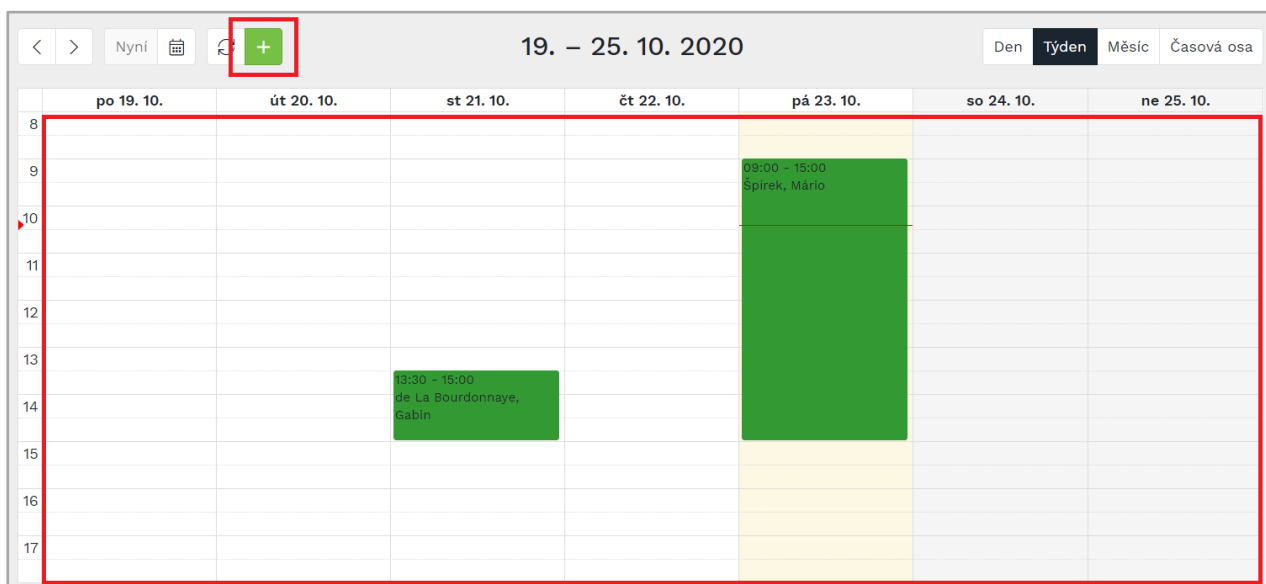 Nyní
19. – 25. 10. 2020
Den Týden Měsíc Časová osa
po 19. 10. út 20. 10. st 21. 10. čt 22. 10. pá 23. 10. so 24. 10. ne 25. 10.
8
9
09:00 - 15:00
Špírek, Mário
10
11
12
13
13:30 - 15:00
de La Bourdonnaye,
Gabin
14
15
16
17